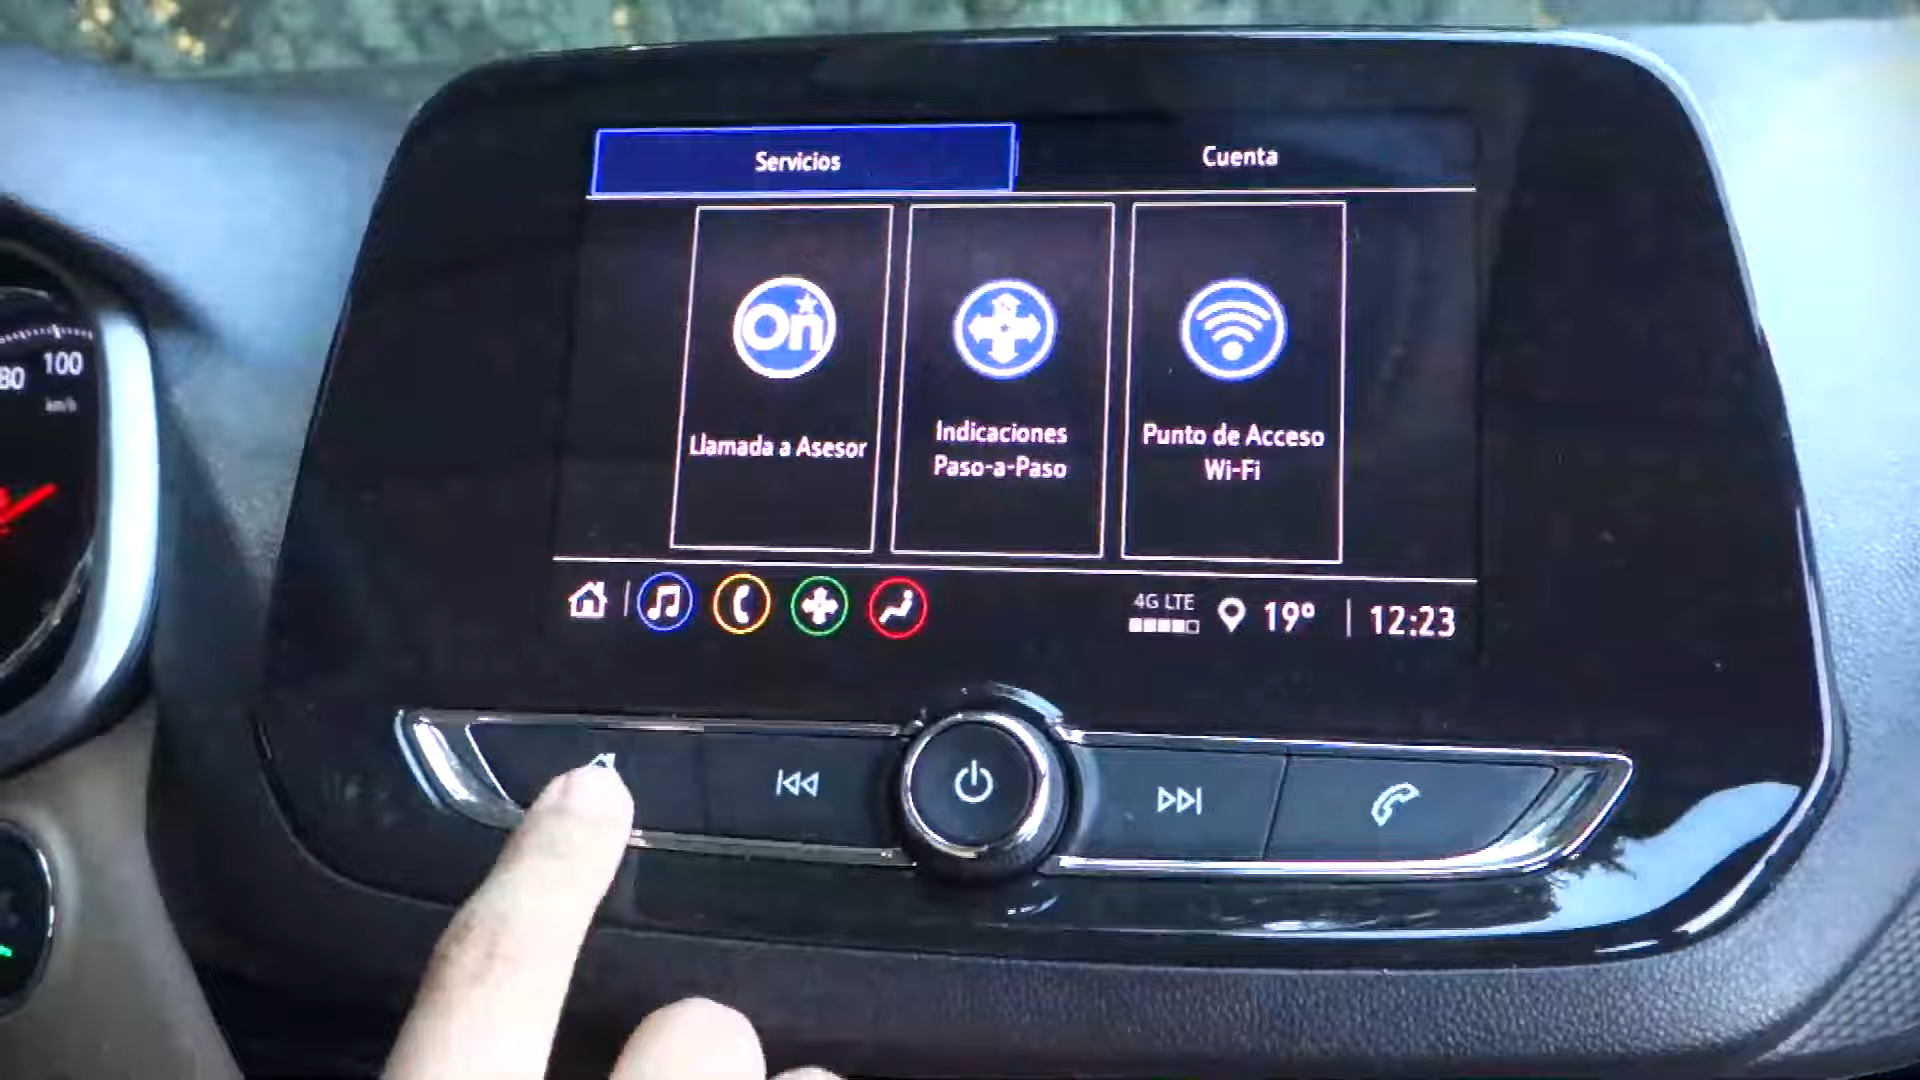 Servicios
Cuenta
On
Llamada a Asesor
Indicaciones
Paso-a-Paso
Punto de Acceso
Wi-Fi
4G LTE
19°
12:23
80
100
km/h